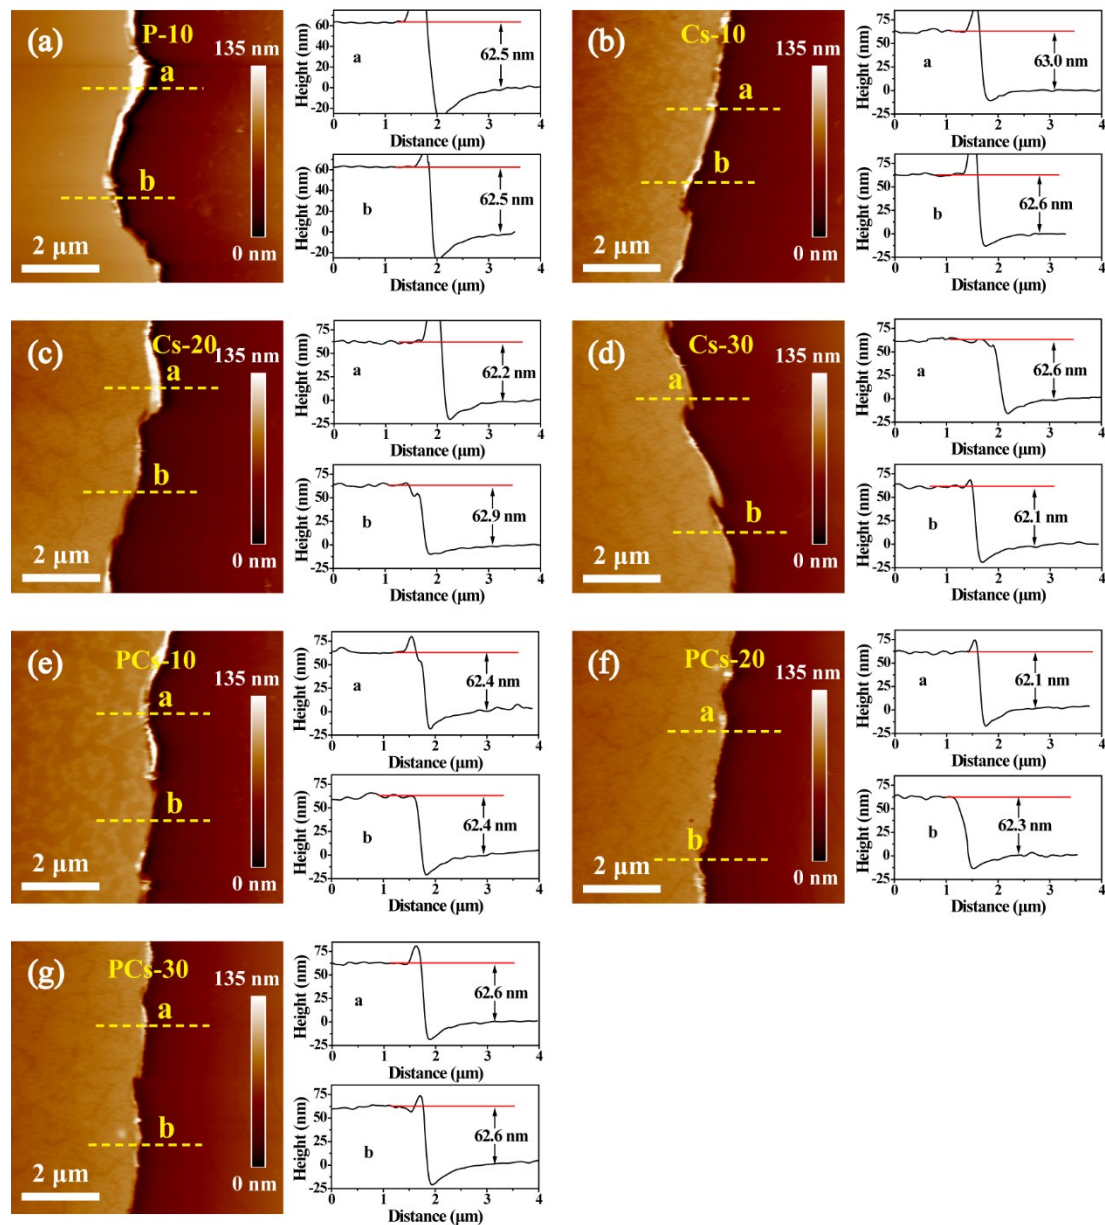 (a) P-10
135 nm
a
b
2 μm
0 nm
Height (nm)
60
40
20
0
-20
a
62.5 nm
0 1 2 3 4
Distance (μm)
Height (nm)
60
40
20
0
-20
b
62.5 nm
0 1 2 3 4
Distance (μm)
(b) Cs-10
135 nm
a
b
2 μm
0 nm
Height (nm)
75
50
25
0
-25
a
63.0 nm
0 1 2 3 4
Distance (μm)
Height (nm)
75
50
25
0
-25
b
62.6 nm
0 1 2 3 4
Distance (μm)
(c) Cs-20
135 nm
a
b
2 μm
0 nm
Height (nm)
75
50
25
0
-25
a
62.2 nm
0 1 2 3 4
Distance (μm)
Height (nm)
75
50
25
0
-25
b
62.9 nm
0 1 2 3 4
Distance (μm)
(d) Cs-30
135 nm
a
b
2 μm
0 nm
Height (nm)
75
50
25
0
-25
a
62.6 nm
0 1 2 3 4
Distance (μm)
Height (nm)
75
50
25
0
-25
b
62.1 nm
0 1 2 3 4
Distance (μm)
(e) PCs-10
135 nm
a
b
2 μm
0 nm
Height (nm)
75
50
25
0
-25
a
62.4 nm
0 1 2 3 4
Distance (μm)
Height (nm)
75
50
25
0
-25
b
62.4 nm
0 1 2 3 4
Distance (μm)
(f) PCs-20
135 nm
a
b
2 μm
0 nm
Height (nm)
75
50
25
0
-25
a
62.1 nm
0 1 2 3 4
Distance (μm)
Height (nm)
75
50
25
0
-25
b
62.3 nm
0 1 2 3 4
Distance (μm)
(g) PCs-30
135 nm
a
b
2 μm
0 nm
Height (nm)
75
50
25
0
-25
a
62.6 nm
0 1 2 3 4
Distance (μm)
Height (nm)
75
50
25
0
-25
b
62.6 nm
0 1 2 3 4
Distance (μm)